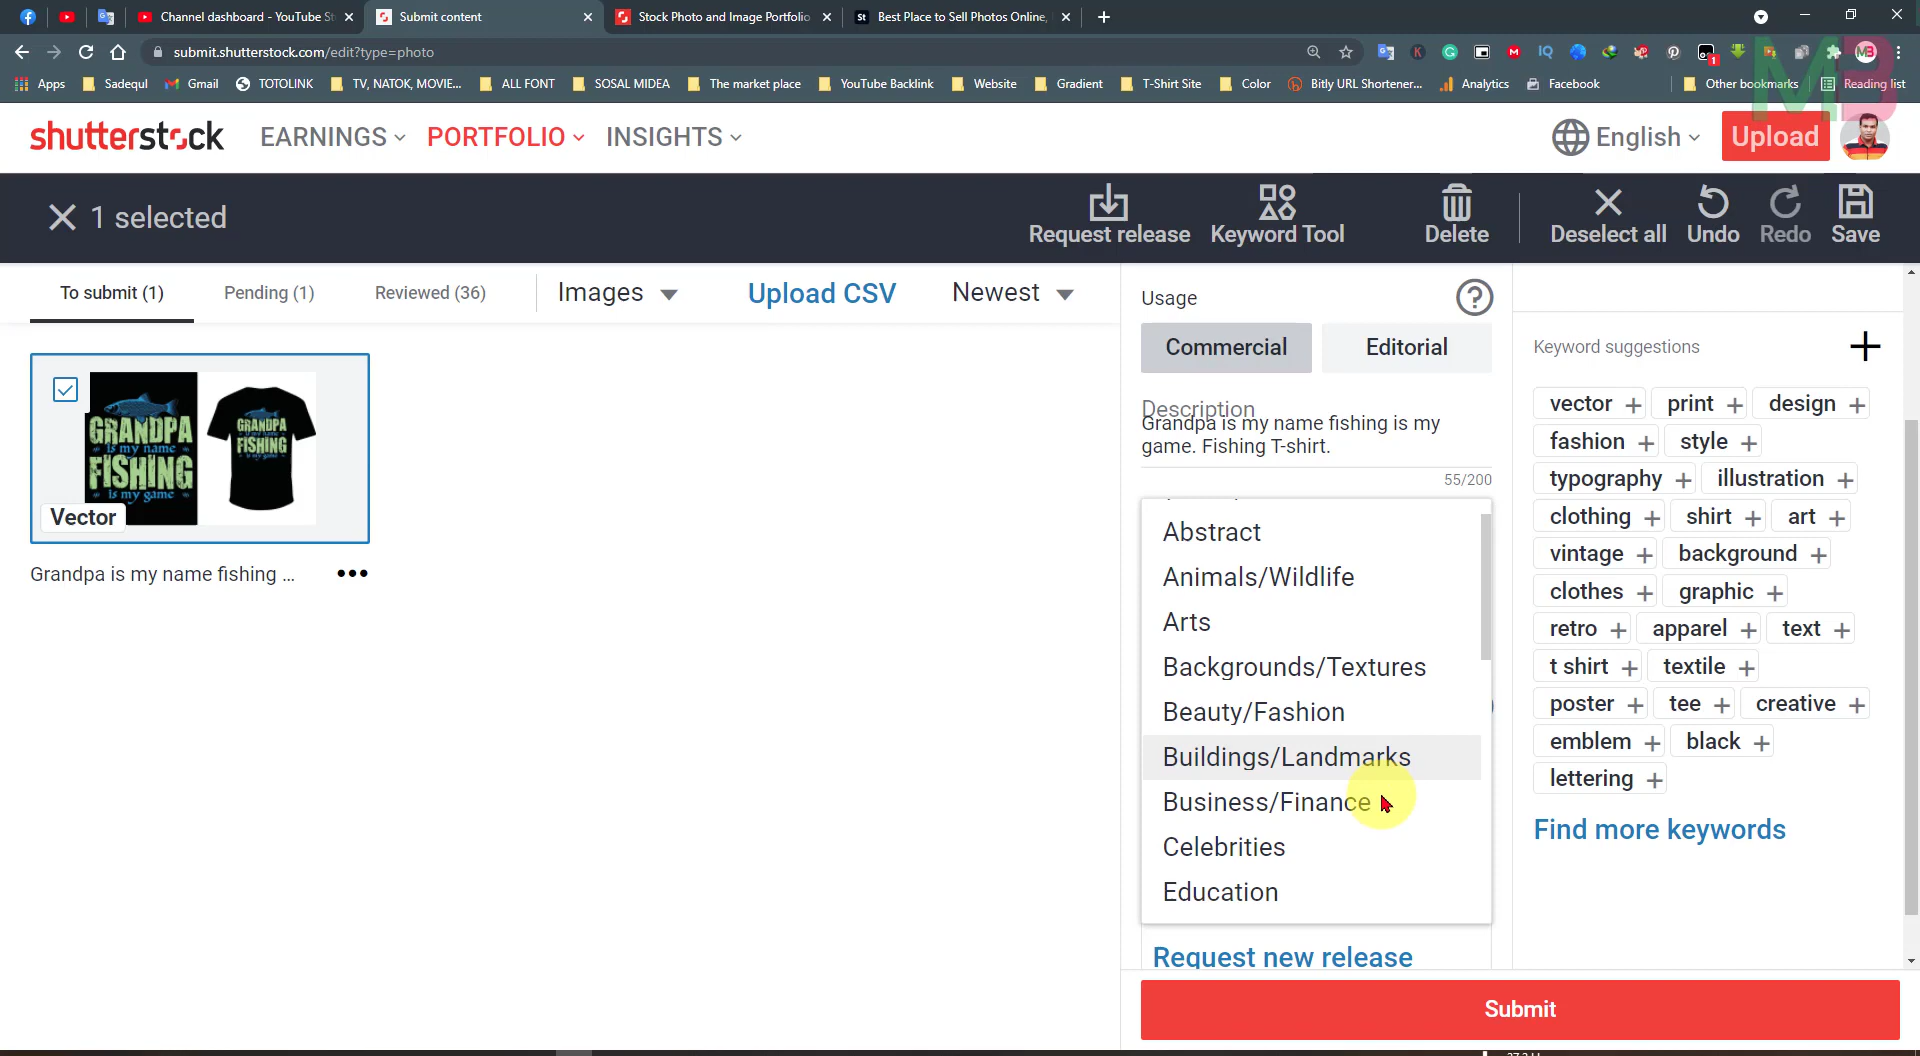 Channel dashboard - YouTube St
Submit content
Stock Photo and Image Portfolio
St
Best Place to Sell Photos Online,
submit.shutterstock.com/edit?type=photo
K
M
IQ
1
MB
Apps
Sadequl
Gmail
TOTOLINK
TV, NATOK, MOVIE...
ALL FONT
SOSAL MIDEA
The market place
YouTube Backlink
Website
Gradient
T-Shirt Site
Color
Bitly URL Shortener...
Analytics
Facebook
Other bookmarks
Reading list
MB
shutterstock
EARNINGS
PORTFOLIO
INSIGHTS
English
Upload
1 selected
Request release
Keyword Tool
Delete
Deselect all
Undo
Redo
Save
To submit (1)
Pending (1)
Reviewed (36)
Images
Upload CSV
Newest
GRANDPA
is my name
FISHING
is my game
GRANDPA
FISHING
Vector
Grandpa is my name fishing ...
Usage
?
Commercial
Editorial
Description
Grandpa is my name fishing is my
game. Fishing T-shirt.
55/200
Abstract
Animals/Wildlife
Arts
Backgrounds/Textures
Beauty/Fashion
Buildings/Landmarks
Business/Finance
Celebrities
Education
Request new release
Keyword suggestions
vector + print + design +
fashion + style +
typography + illustration +
clothing + shirt + art +
vintage + background +
clothes + graphic +
retro + apparel + text +
t shirt + textile +
poster + tee + creative +
emblem + black +
lettering +
Find more keywords
Submit